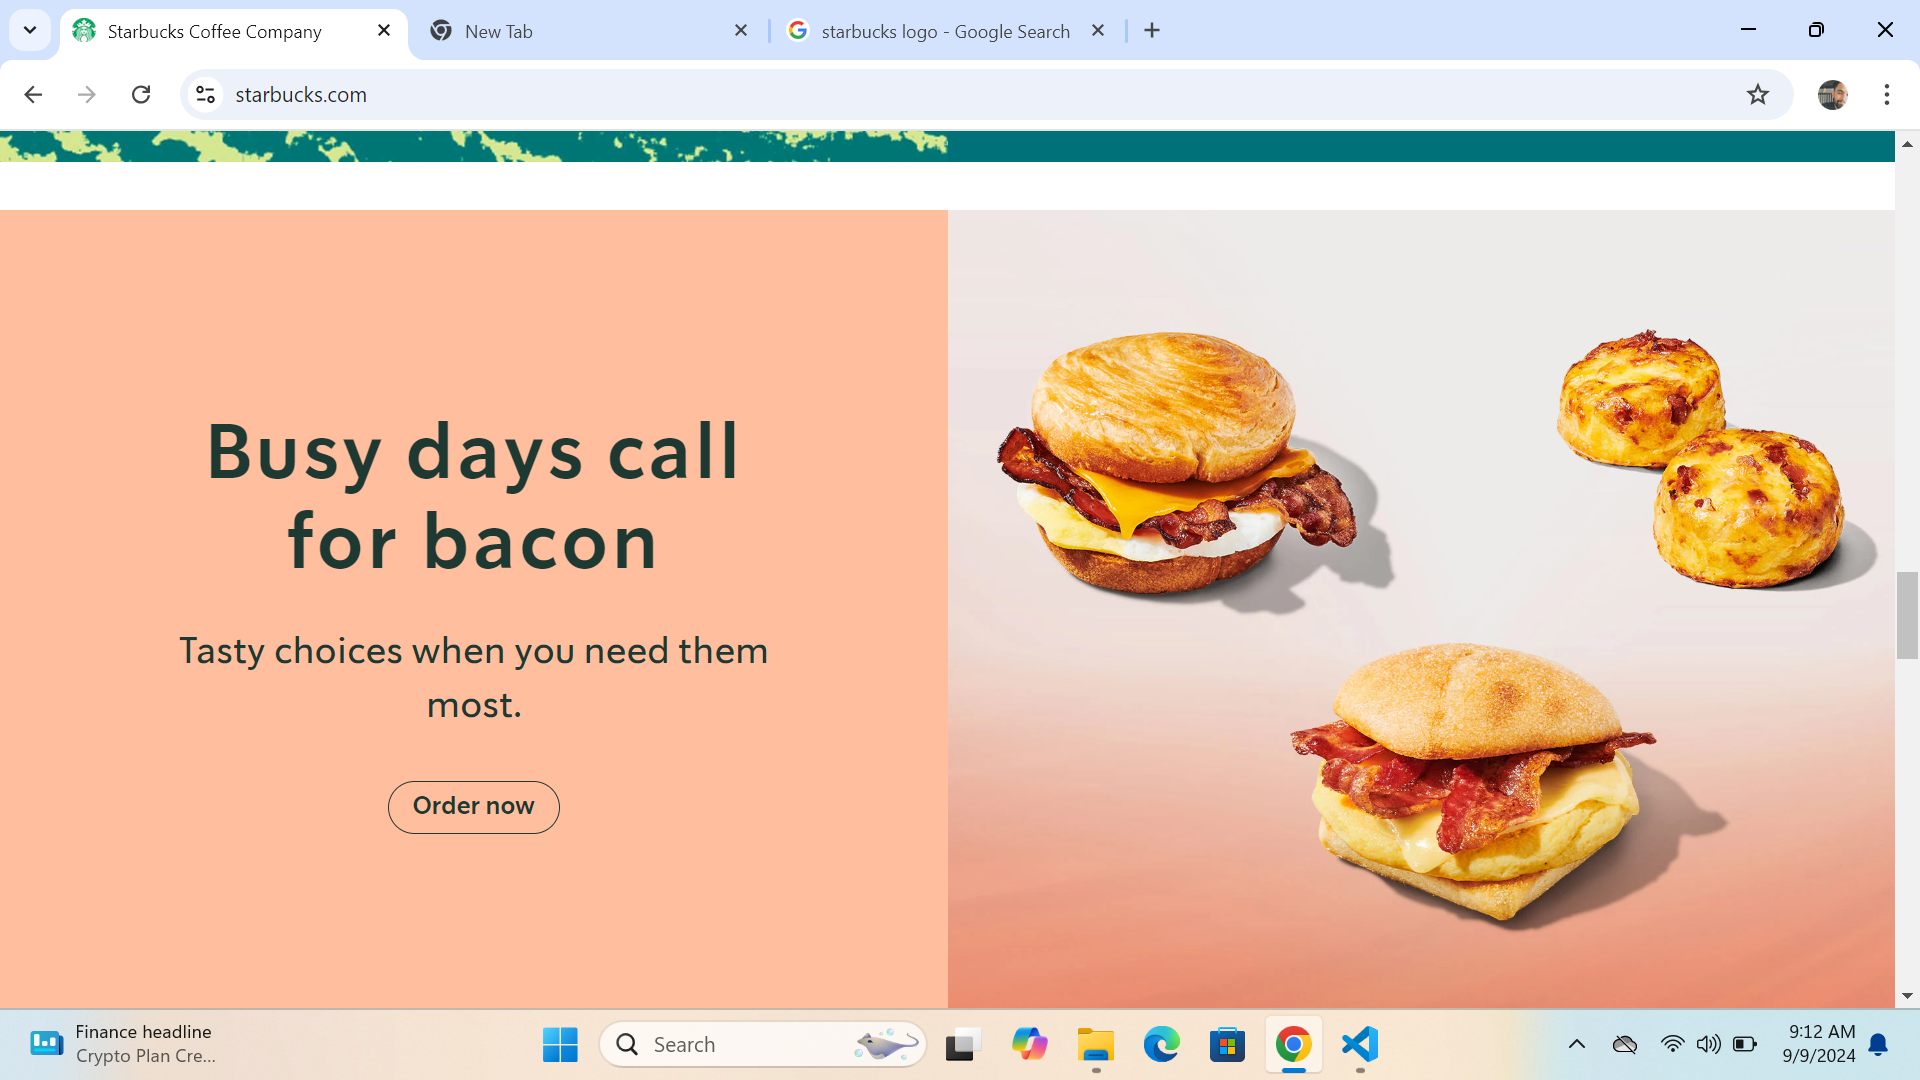 Starbucks Coffee Company
New Tab
starbucks logo - Google Search
starbucks.com
Busy days call
for bacon
Tasty choices when you need them
most.
Order now
Finance headline
Crypto Plan Cre...
Search
9:12 AM
9/9/2024